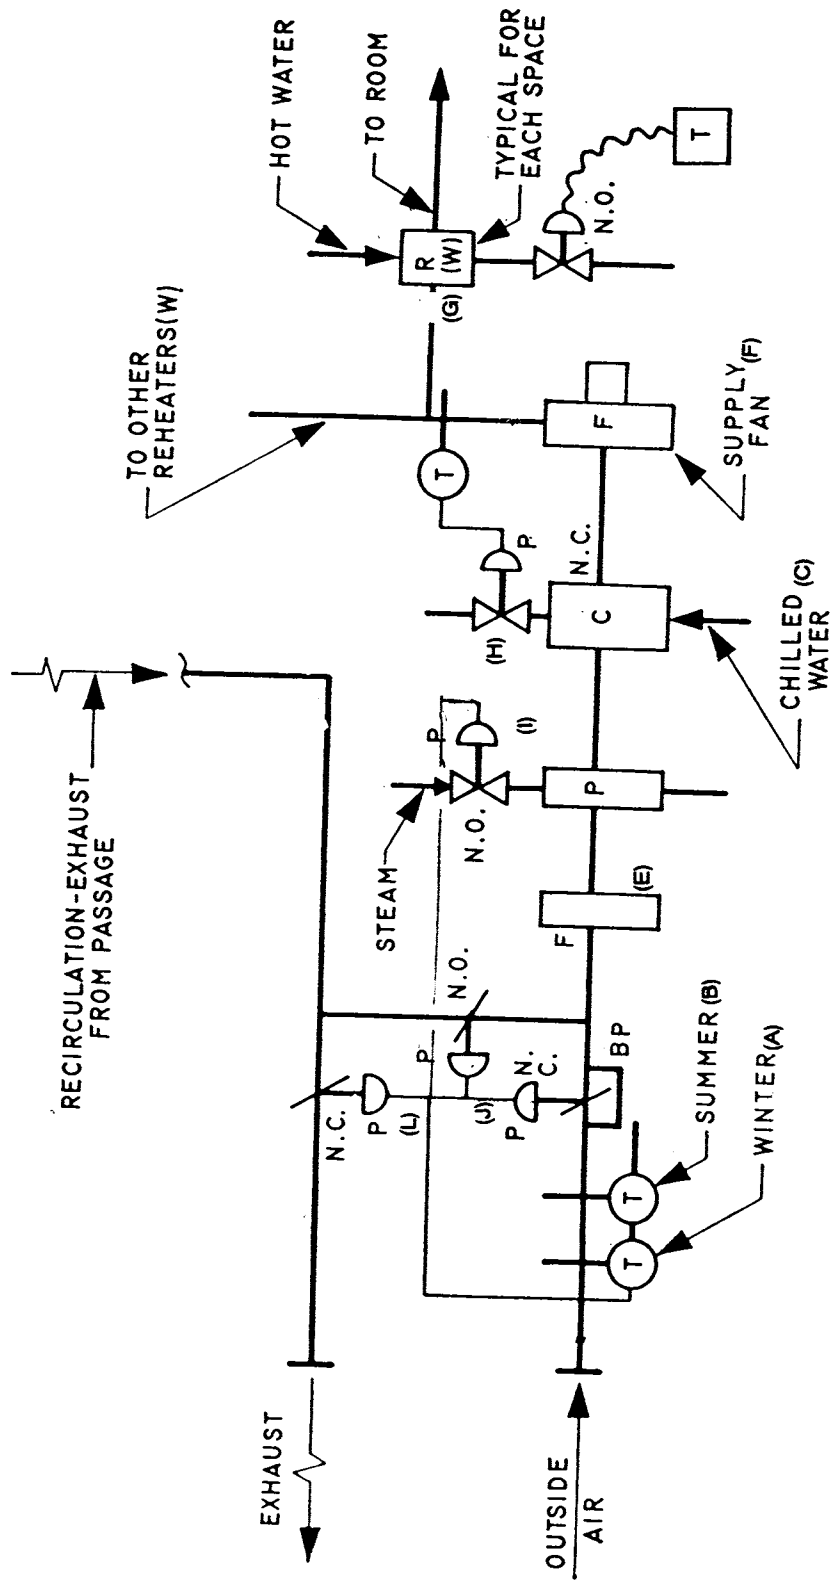 RECIRCULATION-EXHAUST
FROM PASSAGE
TO OTHER
REHEATERS(W)
HOT WATER
TO ROOM
TYPICAL FOR
EACH SPACE
R
(W)
(G)
N.O.
T
T
P
(H)
N.C.
C
F
SUPPLY(F)
FAN
CHILLED(C)
WATER
P
(I)
STEAM
N.O.
P
(E)
F
N.O.
P
N.C.
P
(L)
(J)
P
N.
C.
BP
SUMMER(B)
T
WINTER(A)
T
EXHAUST
OUTSIDE
AIR